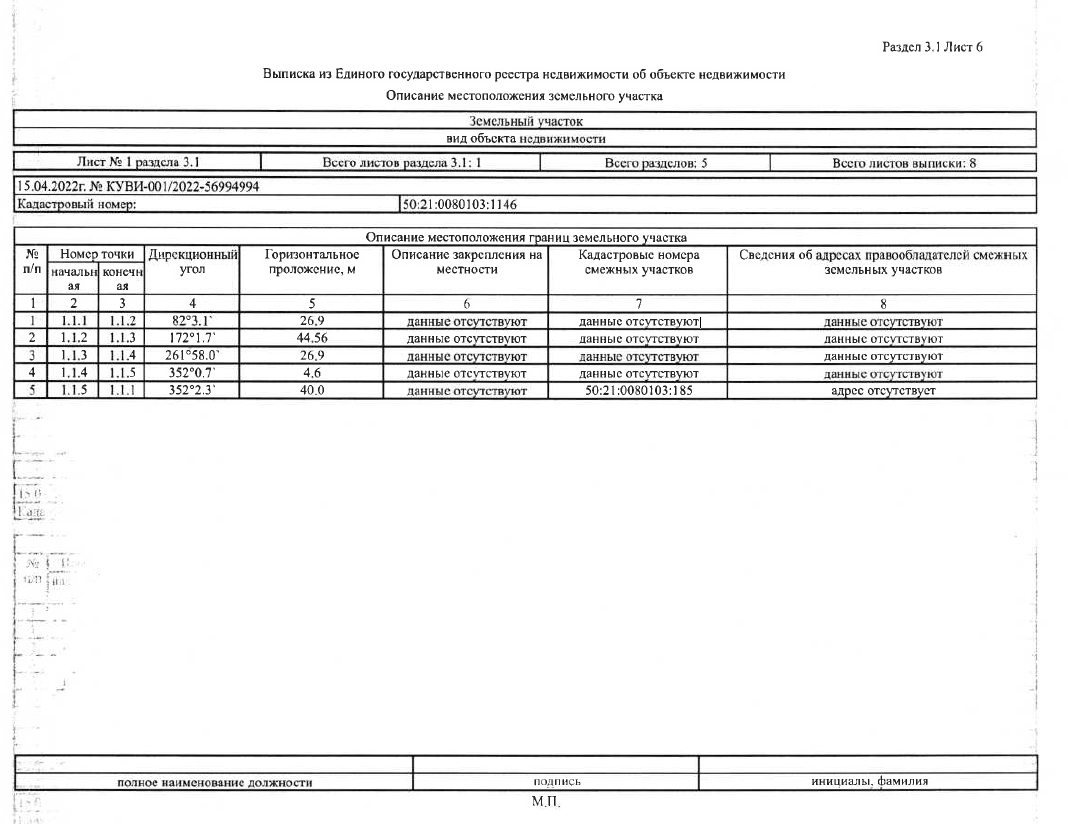 Раздел 3.1 Лист 6
Выписка из Единого государственного реестра недвижимости об объекте недвижимости
Описание местоположения земельного участка
Земельный участок
вид объекта недвижимости
Лист № 1 раздела 3.1 Всего листов раздела 3.1: 1 Всего разделов: 5 Всего листов выписки: 8
15.04.2022г. № КУВИ-001/2022-56994994
Кадастровый номер: 50:21:0080103:1146
Описание местоположения границ земельного участка
№ Номер точки Дирекционный Горизонтальное Описание закрепления на Кадастровые номера Сведения об адресах правообладателей смежных
п/п начальн конечн угол проложение, м местности смежных участков земельных участков
ая ая
1 2 3 4 5 6 7 8
1 1.1.1 1.1.2 82°3.1` 26,9 данные отсутствуют данные отсутствуют данные отсутствуют
2 1.1.2 1.1.3 172°1.7` 44.56 данные отсутствуют данные отсутствуют данные отсутствуют
3 1.1.3 1.1.4 261°58.0` 26,9 данные отсутствуют данные отсутствуют данные отсутствуют
4 1.1.4 1.1.5 352°0.7` 4,6 данные отсутствуют данные отсутствуют данные отсутствуют
5 1.1.5 1.1.1 352°2.3` 40.0 данные отсутствуют 50:21:0080103:185 адрес отсутствует
полное наименование должности подпись инициалы, фамилия
М.П.